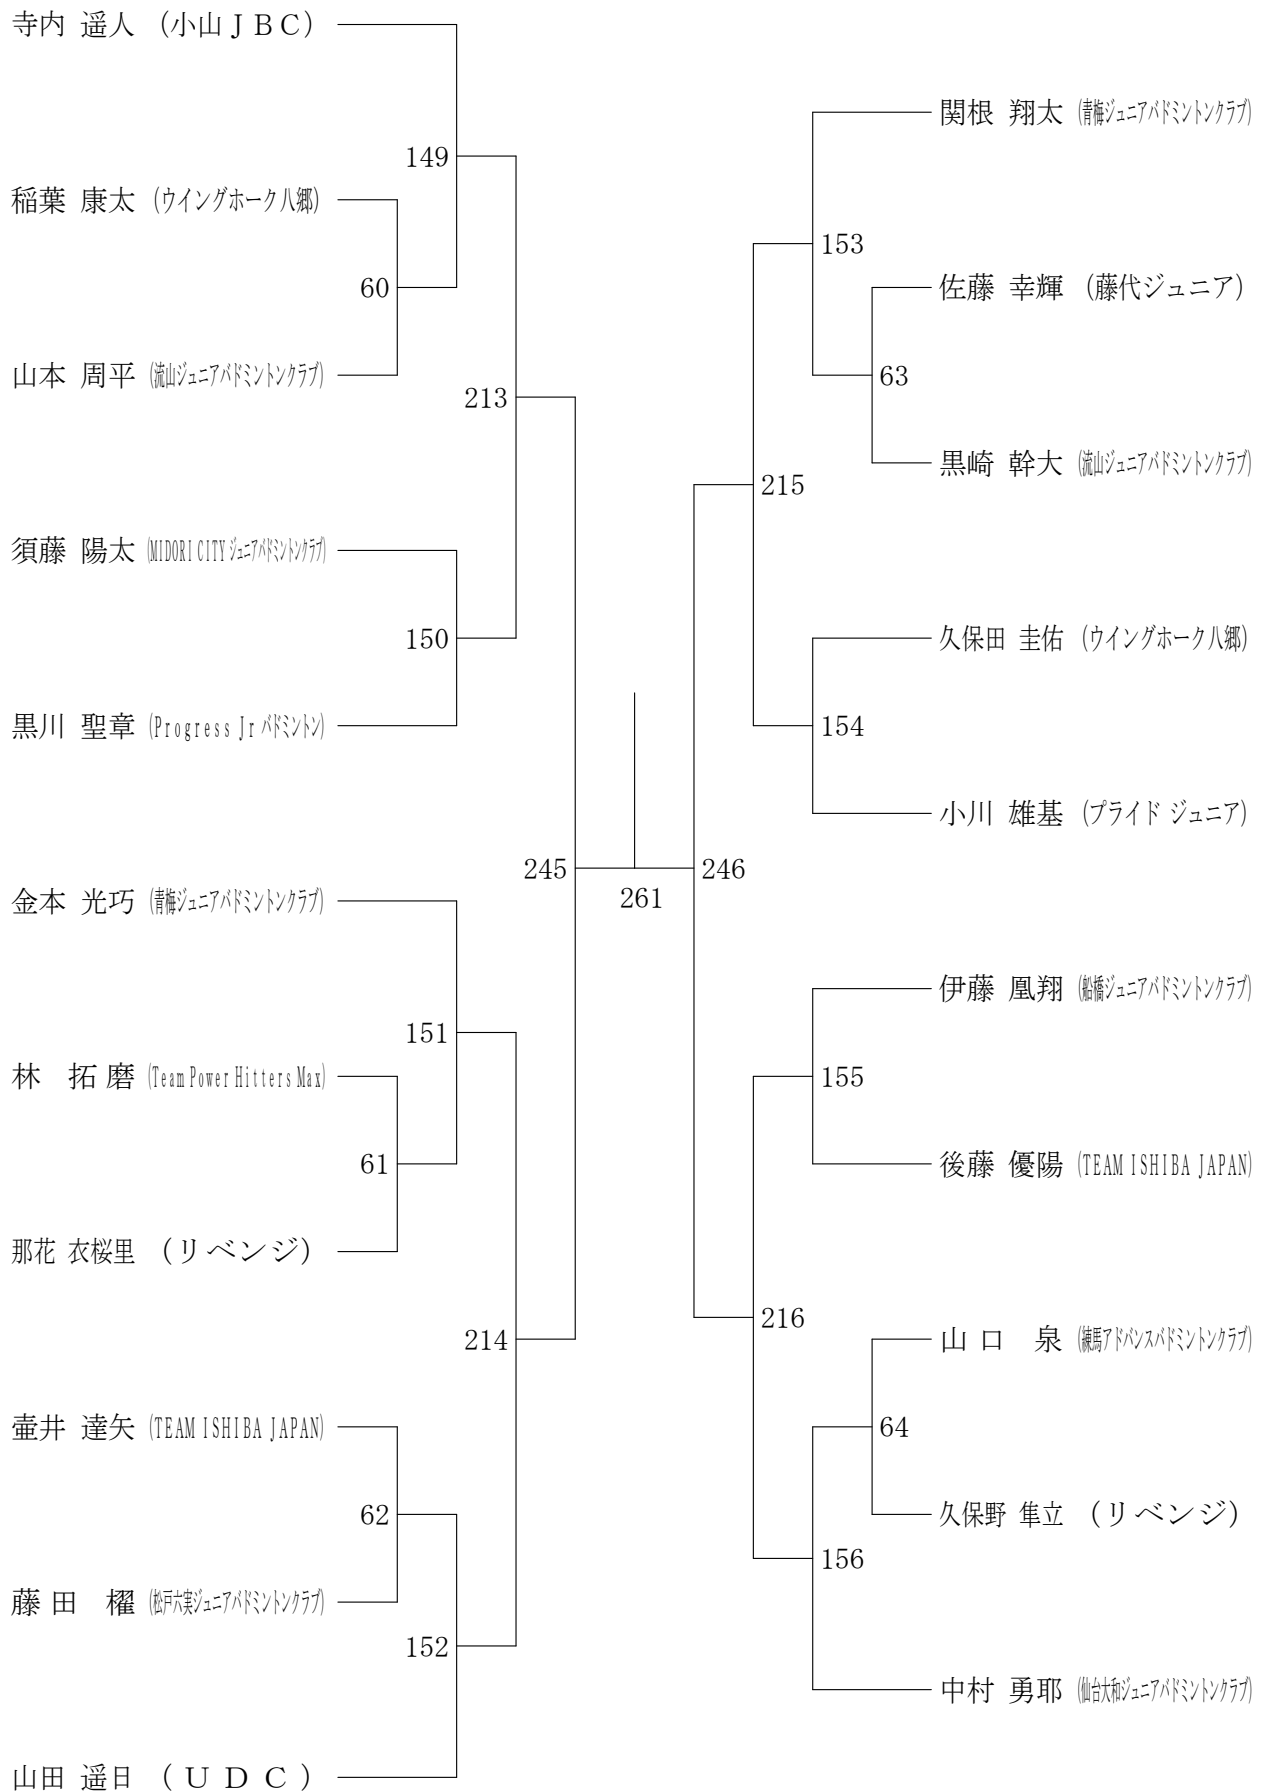 寺内 遥人 (小山ＪＢＣ)
149
稲葉 康太 (ウイングホーク八郷)
60
山本 周平 (流山ジュニアバドミントンクラブ)
213
須藤 陽太 (MIDORI CITYジュニアバドミントンクラブ)
150
黒川 聖章 (Progress Jrバドミントン)
245
金本 光巧 (青梅ジュニアバドミントンクラブ)
151
林 拓磨 (Team Power Hitters Max)
61
那花 衣桜里 (リベンジ)
214
壷井 達矢 (TEAM ISHIBA JAPAN)
62
藤田 櫂 (松戸六実ジュニアバドミントンクラブ)
152
山田 遥日 (ＵＤＣ)
261
関根 翔太 (青梅ジュニアバドミントンクラブ)
153
佐藤 幸輝 (藤代ジュニア)
63
黒崎 幹大 (流山ジュニアバドミントンクラブ)
215
久保田 圭佑 (ウイングホーク八郷)
154
小川 雄基 (プライド ジュニア)
246
伊藤 凰翔 (船橋ジュニアバドミントンクラブ)
155
後藤 優陽 (TEAM ISHIBA JAPAN)
216
山口 泉 (練馬アドバンスバドミントンクラブ)
64
久保野 隼立 (リベンジ)
156
中村 勇耶 (仙台大和ジュニアバドミントンクラブ)